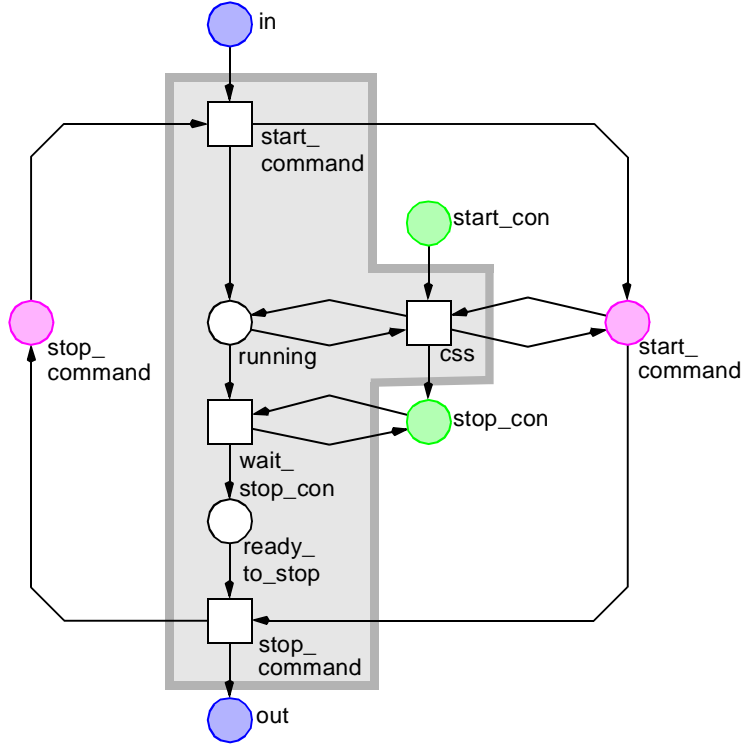 in
start_
command
start_con
running
css
stop_
command
start_
command
stop_con
wait_
stop_con
ready_
to_stop
stop_
command
out